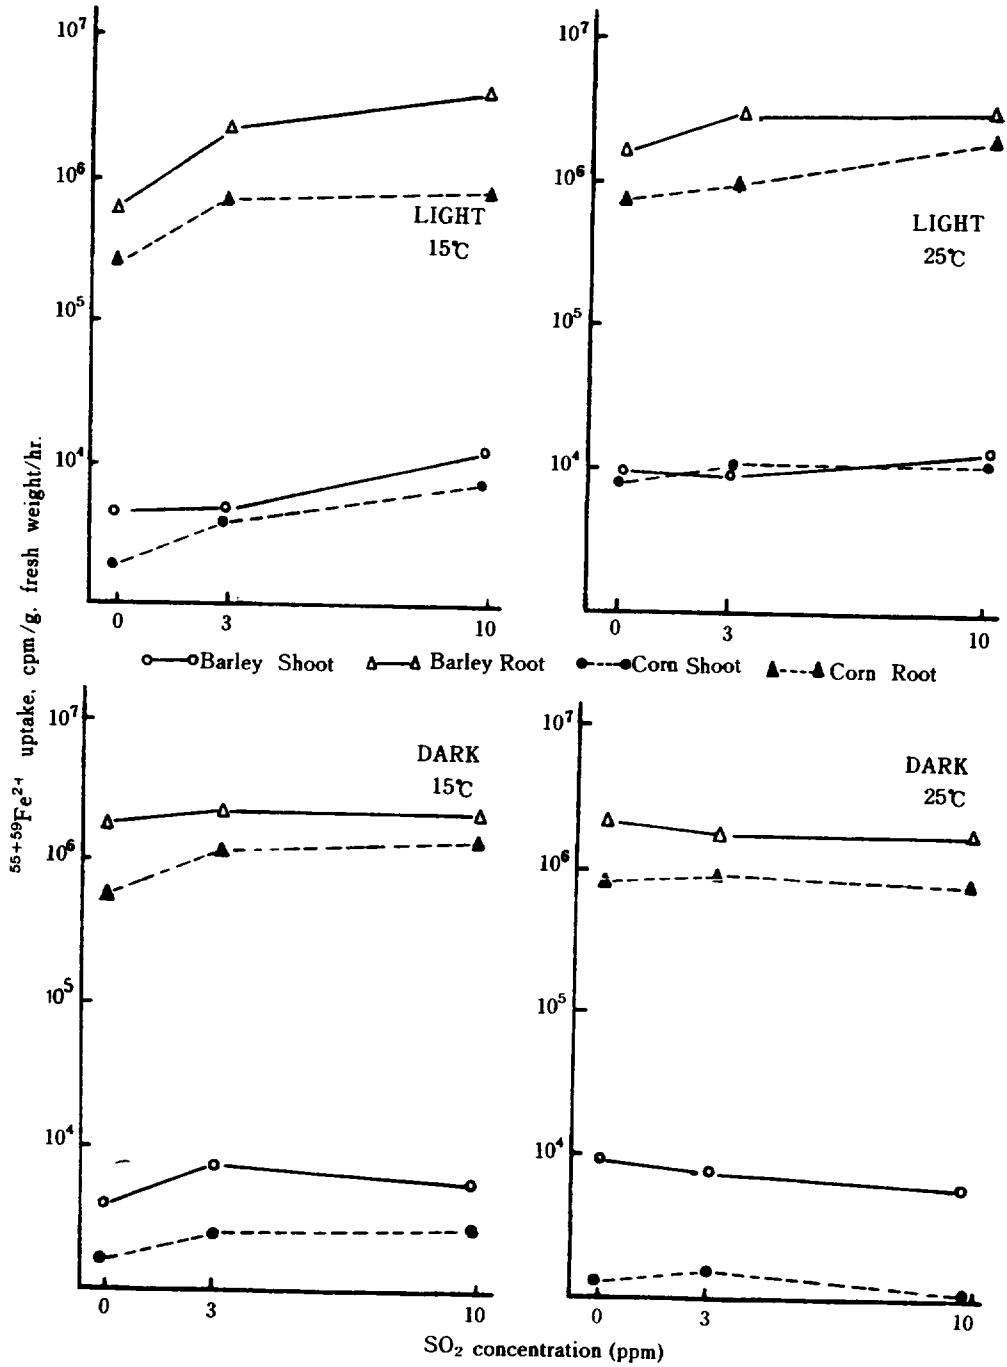 10⁷
10⁶
10⁵
10⁴
LIGHT
15℃
0 3 10
10⁷
10⁶
10⁵
10⁴
LIGHT
25℃
0 3 10
Barley Shoot Barley Root Corn Shoot Corn Root
⁵⁵⁺⁵⁹Fe²⁺ uptake, cpm/g. fresh weight/hr.
10⁷
10⁶
10⁵
10⁴
DARK
15℃
0 3 10
10⁷
10⁶
10⁵
10⁴
DARK
25℃
0 3 10
SO₂ concentration (ppm)